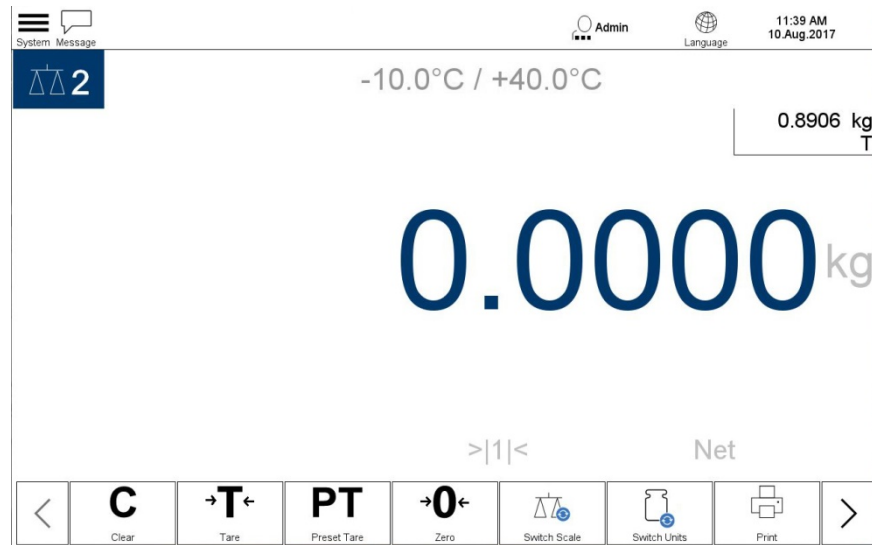 System Message
Admin
Language
11:39 AM
10.Aug.2017
2
-10.0°C / +40.0°C
0.8906 kg
T
0.0000 kg
>|1|<
Net
C
Clear
→T←
Tare
PT
Preset Tare
→0←
Zero
Switch Scale
Switch Units
Print